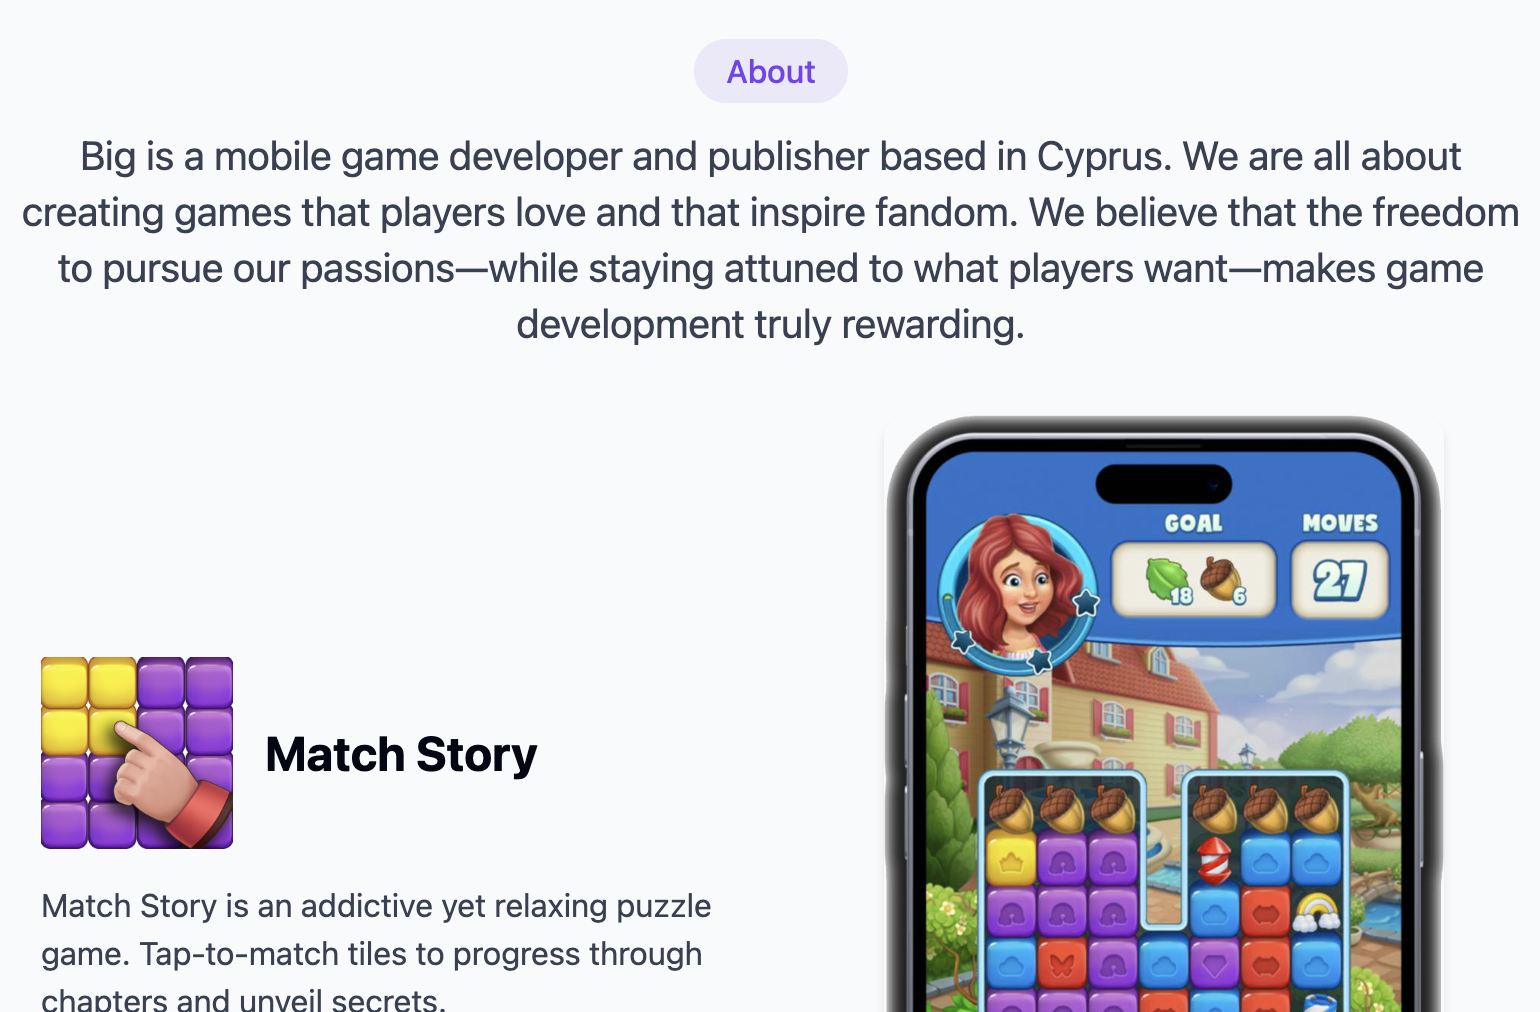 About
Big is a mobile game developer and publisher based in Cyprus. We are all about
creating games that players love and that inspire fandom. We believe that the freedom
to pursue our passions—while staying attuned to what players want—makes game
development truly rewarding.
GOAL
MOVES
18
6
27
Match Story
Match Story is an addictive yet relaxing puzzle
game. Tap-to-match tiles to progress through
chapters and unveil secrets.